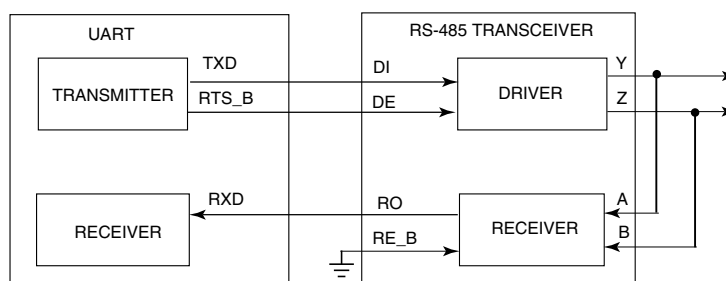 UART
RS-485 TRANSCEIVER
TXD
DI
Y
TRANSMITTER
DRIVER
RTS_B
DE
Z
RXD
RO
A
RECEIVER
RECEIVER
RE_B
B